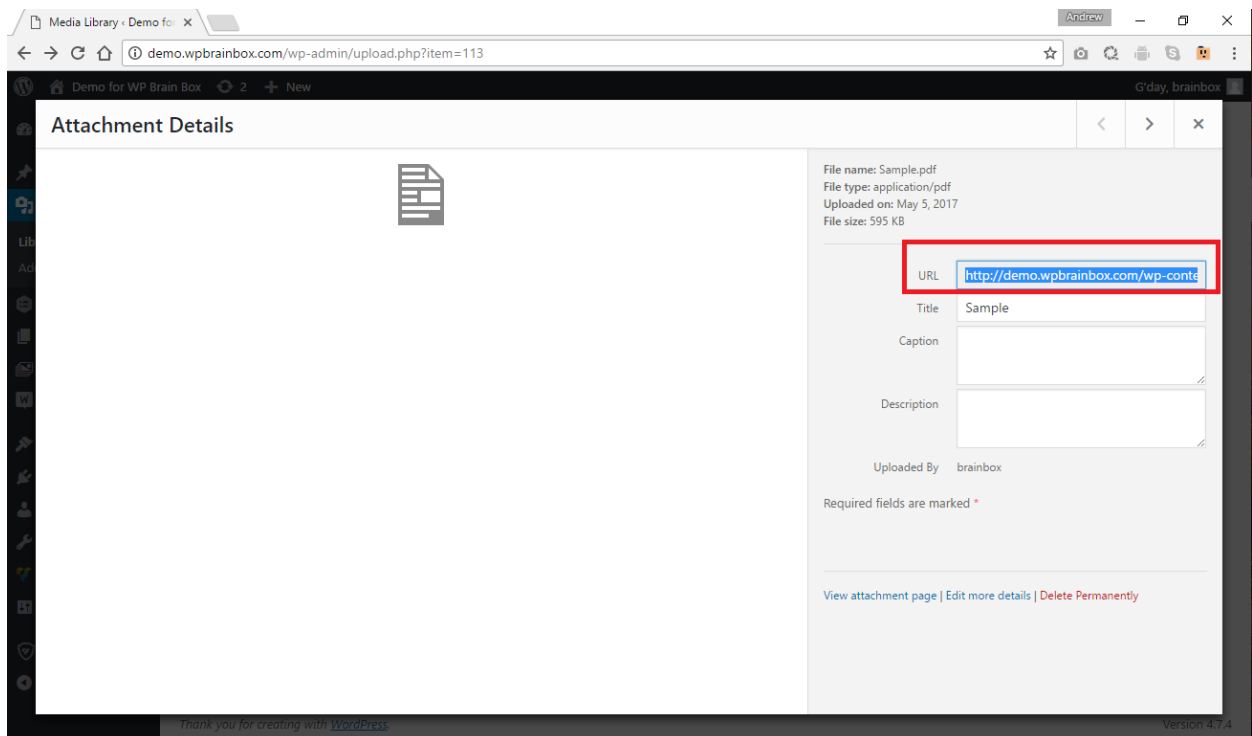 Media Library ‹ Demo for
Andrew
demo.wpbrainbox.com/wp-admin/upload.php?item=113
Demo for WP Brain Box 2 + New
G'day, brainbox
Attachment Details
File name: Sample.pdf
File type: application/pdf
Uploaded on: May 5, 2017
File size: 595 KB
Lib
URL http://demo.wpbrainbox.com/wp-conte
Ad
Title Sample
Caption
Description
Uploaded By brainbox
Required fields are marked *
View attachment page | Edit more details | Delete Permanently
Thank you for creating with WordPress.
Version 4.7.4